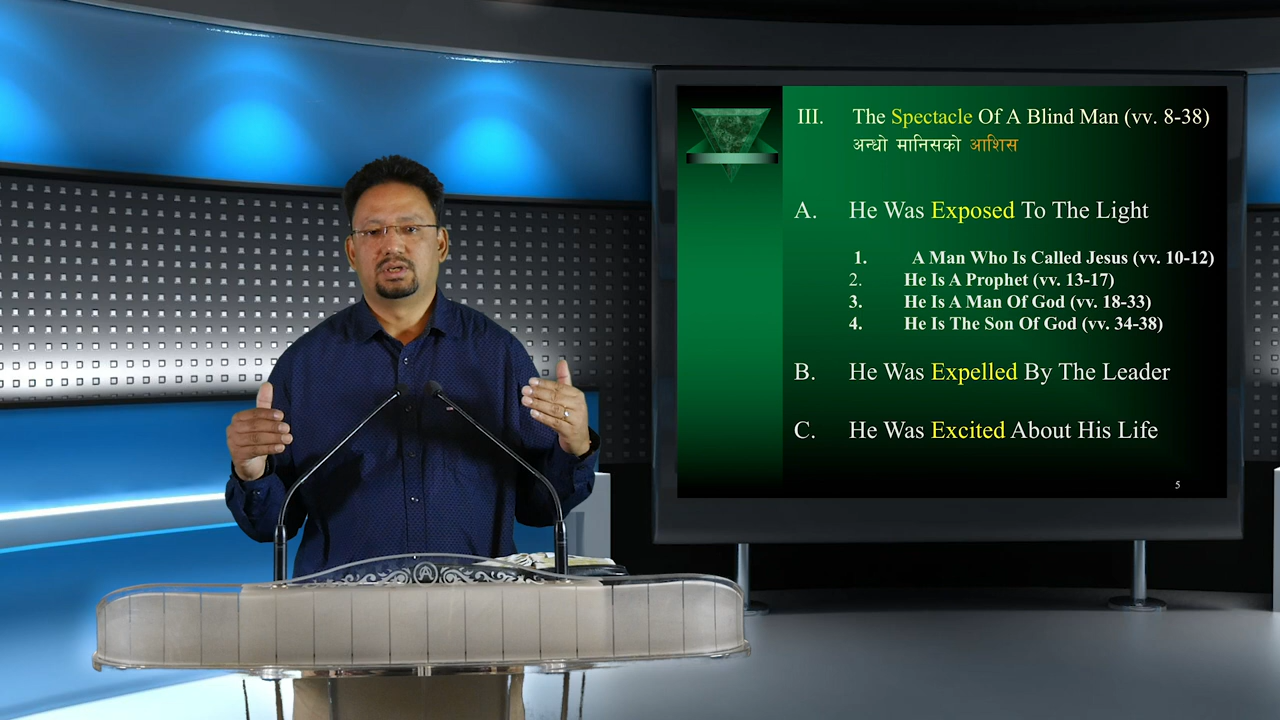 III. The Spectacle Of A Blind Man (vv. 8-38)
अन्धो मानिसको आशिस
A. He Was Exposed To The Light
1. A Man Who Is Called Jesus (vv. 10-12)
2. He Is A Prophet (vv. 13-17)
3. He Is A Man Of God (vv. 18-33)
4. He Is The Son Of God (vv. 34-38)
B. He Was Expelled By The Leader
C. He Was Excited About His Life
5